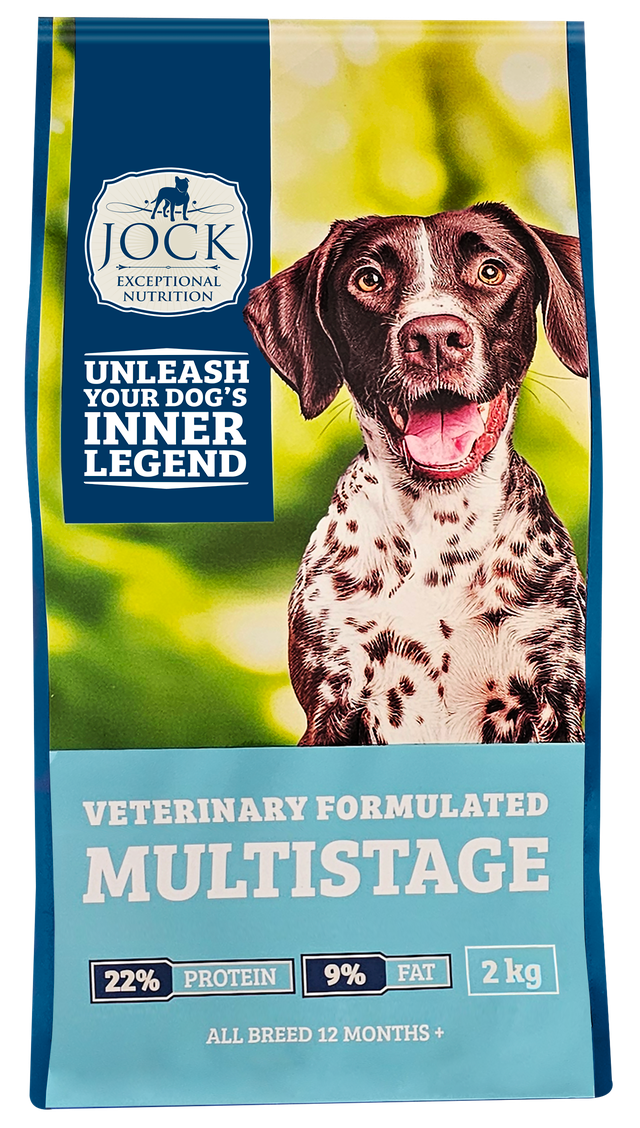 JOCK
EXCEPTIONAL
NUTRITION
UNLEASH
YOUR DOG'S
INNER
LEGEND
VETERINARY FORMULATED
MULTISTAGE
22% PROTEIN 9% FAT 2 kg
ALL BREED 12 MONTHS +